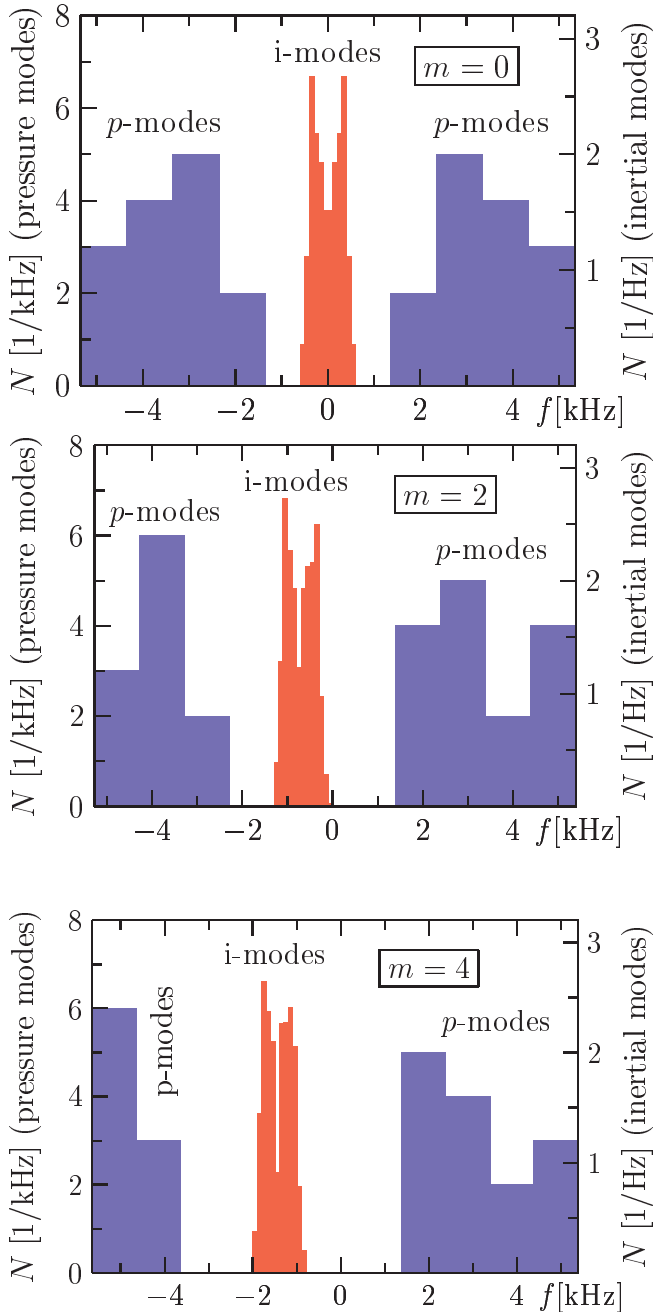 i-modes
m = 0
p-modes
p-modes
N [1/kHz] (pressure modes)
N [1/Hz] (inertial modes)
8
6
4
2
0
3
2
1
−4 −2 0 2 4 f[kHz]
i-modes
m = 2
p-modes
p-modes
N [1/kHz] (pressure modes)
N [1/Hz] (inertial modes)
8
6
4
2
0
3
2
1
−4 −2 0 2 4 f[kHz]
i-modes
m = 4
p-modes
p-modes
N [1/kHz] (pressure modes)
N [1/Hz] (inertial modes)
8
6
4
2
0
3
2
1
−4 −2 0 2 4 f[kHz]